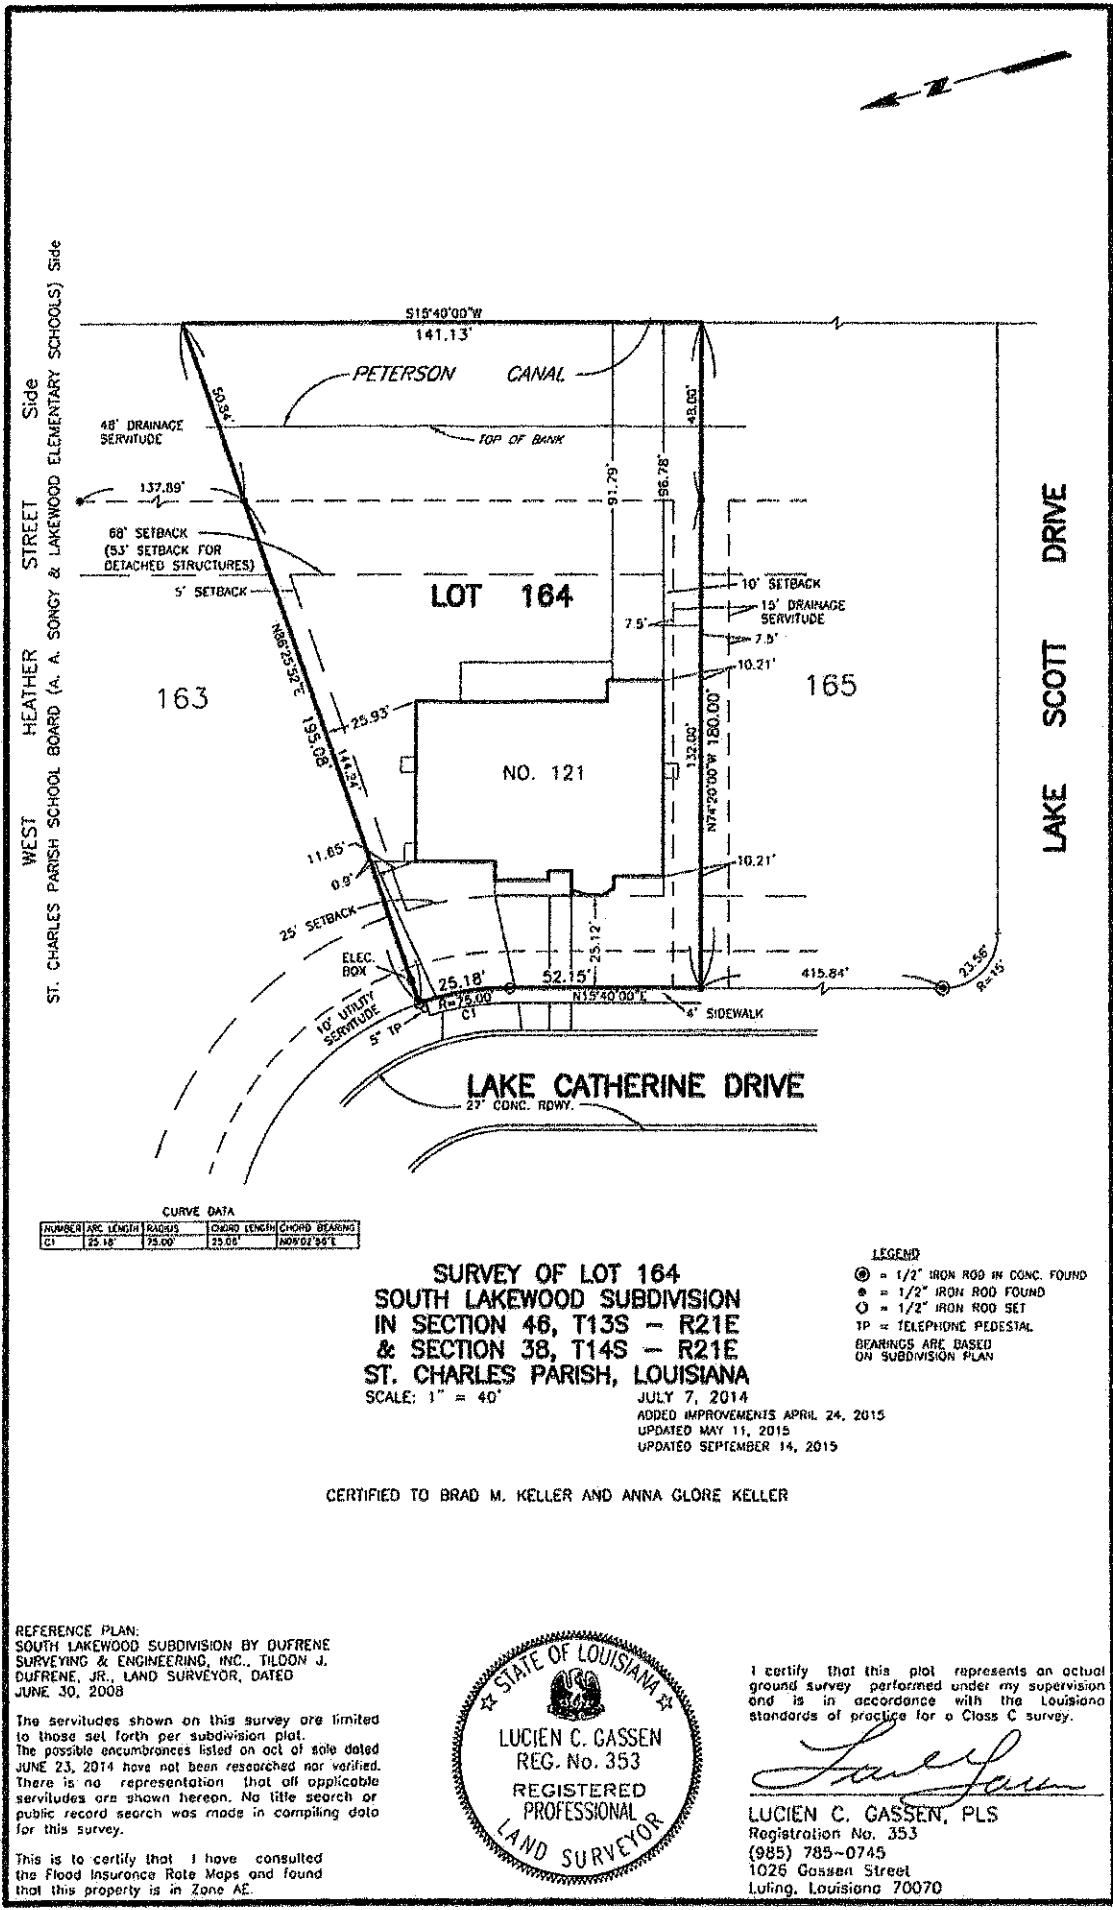 N
S15°40'00"W
141.13'
PETERSON CANAL
50.84'
48.00'
48' DRAINAGE
SERVITUDE
TOP OF BANK
91.79'
96.78'
137.89'
68' SETBACK
(53' SETBACK FOR
DETACHED STRUCTURES)
5' SETBACK
LOT 164
10' SETBACK
15' DRAINAGE
SERVITUDE
7.5'
7.5'
10.21'
163
165
N86°25'52"E
195.08'
144.24'
25.93'
132.00'
N74°20'00"W 180.00'
NO. 121
11.65'
0.9'
10.21'
25' SETBACK
25.12'
ELEC.
BOX
25.18'
R=75.00'
C1
52.15'
N15°40'00"E
415.84'
23.56'
R=15'
10' UTILITY
SERVITUDE
5" TP
4' SIDEWALK
LAKE CATHERINE DRIVE
27' CONC. RDWY.
WEST HEATHER STREET Side
ST. CHARLES PARISH SCHOOL BOARD (A. A. SONGY & LAKEWOOD ELEMENTARY SCHOOLS) Side
LAKE SCOTT DRIVE
CURVE DATA
NUMBER ARC LENGTH RADIUS CHORD LENGTH CHORD BEARING
C1 25.18' 75.00' 25.06'
SURVEY OF LOT 164
SOUTH LAKEWOOD SUBDIVISION
IN SECTION 46, T13S - R21E
& SECTION 38, T14S - R21E
ST. CHARLES PARISH, LOUISIANA
SCALE: 1" = 40'
JULY 7, 2014
ADDED IMPROVEMENTS APRIL 24, 2015
UPDATED MAY 11, 2015
UPDATED SEPTEMBER 14, 2015
LEGEND
= 1/2" IRON ROD IN CONC. FOUND
= 1/2" IRON ROD FOUND
= 1/2" IRON ROD SET
TP = TELEPHONE PEDESTAL
BEARINGS ARE BASED
ON SUBDIVISION PLAN
CERTIFIED TO BRAD M. KELLER AND ANNA GLORE KELLER
REFERENCE PLAN:
SOUTH LAKEWOOD SUBDIVISION BY DUFRENE
SURVEYING & ENGINEERING, INC., TILDON J.
DUFRENE, JR., LAND SURVEYOR, DATED
JUNE 30, 2008
The servitudes shown on this survey are limited
to those set forth per subdivision plat.
The possible encumbrances listed on act of sale dated
JUNE 23, 2014 have not been researched nor verified.
There is no representation that all applicable
servitudes are shown hereon. No title search or
public record search was made in compiling data
for this survey.
This is to certify that I have consulted
the Flood Insurance Rate Maps and found
that this property is in Zone AE.
STATE OF LOUISIANA
LUCIEN C. GASSEN
REG. No. 353
REGISTERED
PROFESSIONAL
LAND SURVEYOR
I certify that this plat represents an actual
ground survey performed under my supervision
and is in accordance with the Louisiana
standards of practice for a Class C survey.
LUCIEN C. GASSEN, PLS
Registration No. 353
(985) 785-0745
1026 Gassen Street
Luling, Louisiana 70070